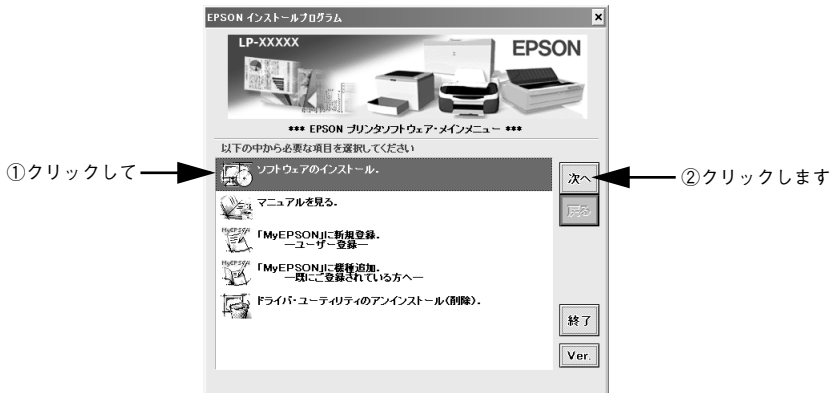 EPSON インストールプログラム
LP-XXXXX
EPSON
*** EPSON プリンタソフトウェア・メインメニュー ***
以下の中から必要な項目を選択してください
①クリックして
ソフトウェアのインストール.
次へ
②クリックします
マニュアルを見る.
戻る
MyEPSON
「MyEPSON」に新規登録.
―ユーザー登録―
MyEPSON
「MyEPSON」に機種追加.
―既にご登録されている方へ―
ドライバ・ユーティリティのアンインストール(削除).
終了
Ver.